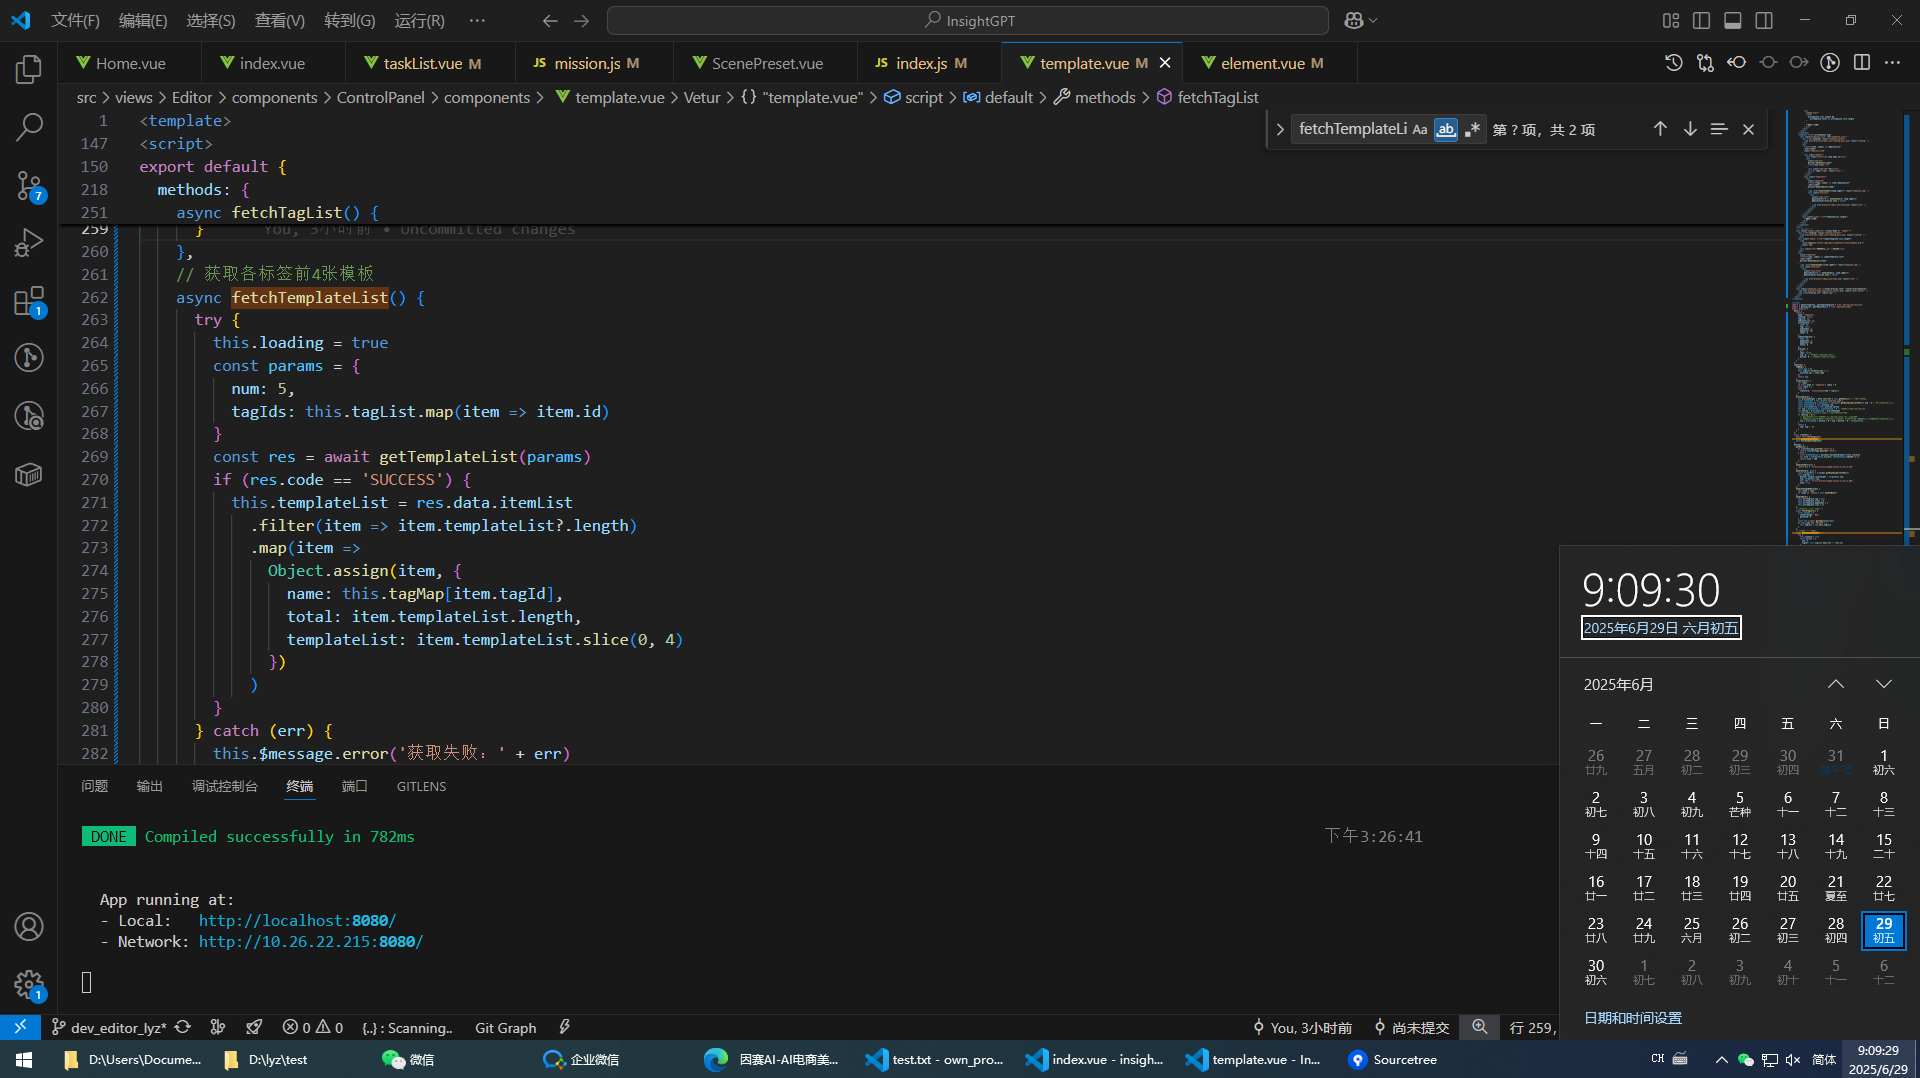 文件(F) 编辑(E) 选择(S) 查看(V) 转到(G) 运行(R) ··· InsightGPT
Home.vue index.vue taskList.vue M JS mission.js M ScenePreset.vue JS index.js M template.vue M element.vue M
src > views > Editor > components > ControlPanel > components > template.vue > Vetur > {} "template.vue" > script > default > methods > fetchTagList
fetchTemplateLi Aa ab 第 ? 项，共 2 项
1 <template>
147 <script>
150 export default {
218 methods: {
251 async fetchTagList() {
259 } You, 3小时前 • Uncommitted changes
260 },
261 // 获取各标签前4张模板
262 async fetchTemplateList() {
263 try {
264 this.loading = true
265 const params = {
266 num: 5,
267 tagIds: this.tagList.map(item => item.id)
268 }
269 const res = await getTemplateList(params)
270 if (res.code == 'SUCCESS') {
271 this.templateList = res.data.itemList
272 .filter(item => item.templateList?.length)
273 .map(item =>
274 Object.assign(item, {
275 name: this.tagMap[item.tagId],
276 total: item.templateList.length,
277 templateList: item.templateList.slice(0, 4)
278 })
279 )
280 }
281 } catch (err) {
282 this.$message.error('获取失败：' + err)
7
1
1
问题 输出 调试控制台 终端 端口 GITLENS
DONE Compiled successfully in 782ms 下午3:26:41
App running at:
- Local: http://localhost:8080/
- Network: http://10.26.22.215:8080/
9:09:30
2025年6月29日 六月初五
2025年6月
一 二 三 四 五 六 日
26 27 28 29 30 31 1
廿九 五月 初二 初三 初四 端午节 初六
2 3 4 5 6 7 8
初七 初八 初九 芒种 十一 十二 十三
9 10 11 12 13 14 15
十四 十五 十六 十七 十八 十九 二十
16 17 18 19 20 21 22
廿一 廿二 廿三 廿四 廿五 夏至 廿七
23 24 25 26 27 28 29
廿八 廿九 六月 初二 初三 初四 初五
30 1 2 3 4 5 6
初六 初七 初八 初九 初十 十一 十二
日期和时间设置
dev_editor_lyz* 0 0 {..} : Scanning.. Git Graph You, 3小时前 尚未提交 行 259,
D:\Users\Docume... D:\lyz\test 微信 企业微信 因赛AI-AI电商美... test.txt - own_pro... index.vue - insigh... template.vue - In... Sourcetree CH 简体 9:09:29
2025/6/29